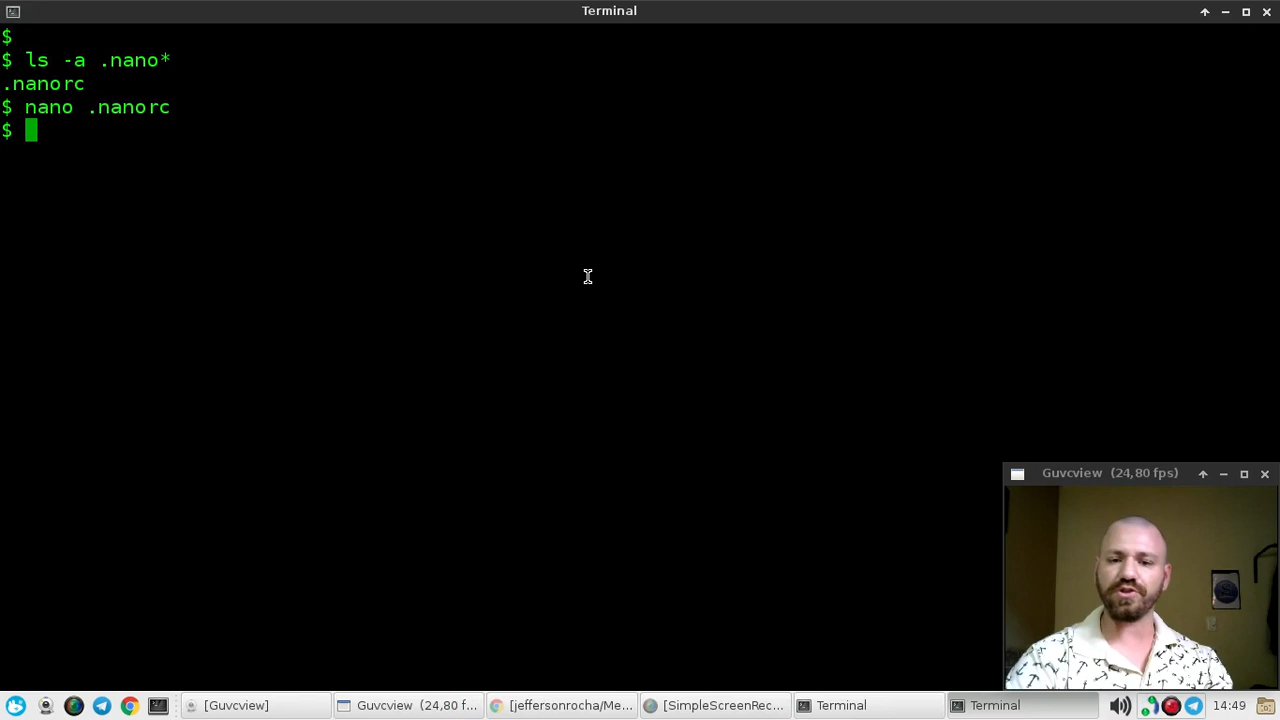 Terminal
$
$ ls -a .nano*
.nanorc
$ nano .nanorc
$
Guvcview (24,80 fps)
[Guvcview]
Guvcview (24,80 f...
[jeffersonrocha/Me...
[SimpleScreenRec...
Terminal
Terminal
14:49